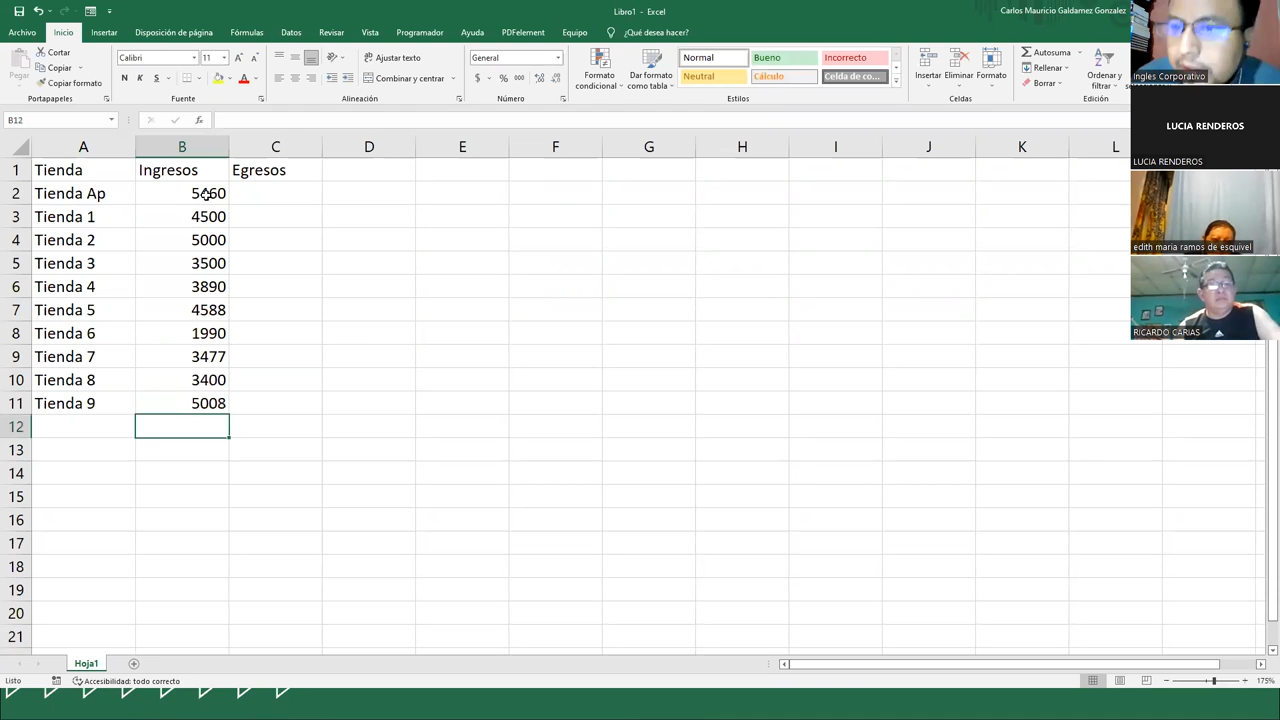 Libro1 - Excel
Carlos Mauricio Galdamez Gonzalez
Archivo Inicio Insertar Disposición de página Fórmulas Datos Revisar Vista Programador Ayuda PDFelement Equipo ¿Qué desea hacer?
Pegar
Cortar
Copiar
Copiar formato
Portapapeles
Calibri 11
N K S
Fuente
Ajustar texto
Combinar y centrar
Alineación
General
$ % 000
Número
Formato condicional
Dar formato como tabla
Normal Bueno Incorrecto
Neutral Cálculo Celda de co...
Estilos
Insertar Eliminar Formato
Celdas
Autosuma
Rellenar
Borrar
Ordenar y filtrar
Edición
B12
fx
A B C D E F G H I J K L
1 Tienda Ingresos Egresos
2 Tienda Ap
3 Tienda 1 4500
4 Tienda 2 5000
5 Tienda 3 3500
6 Tienda 4 3890
7 Tienda 5 4588
8 Tienda 6 1990
9 Tienda 7 3477
10 Tienda 8 3400
11 Tienda 9 5008
12
13
14
15
16
17
18
19
20
21
Hoja1
Listo
Accesibilidad: todo correcto
175%
Ingles Corporativo
LUCIA RENDEROS
LUCIA RENDEROS
edith maria ramos de esquivel
RICARDO CARIAS